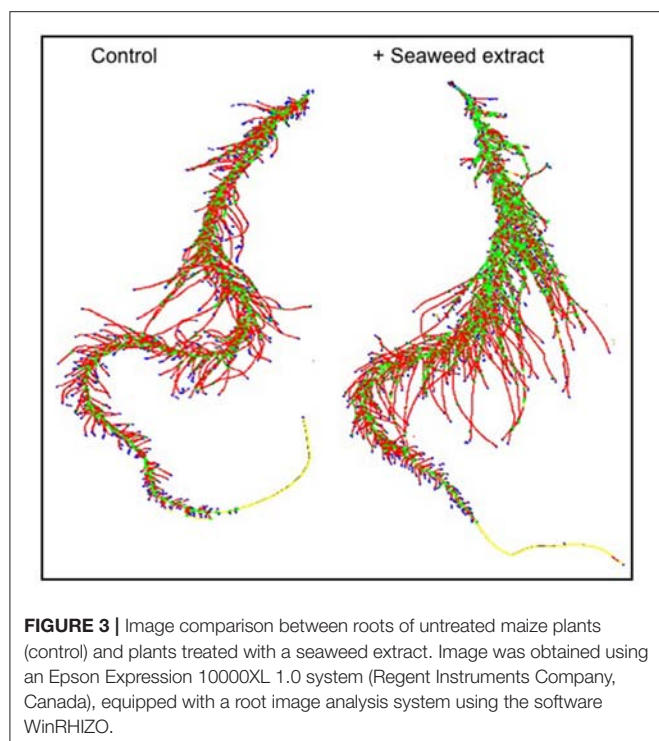 Control + Seaweed extract
FIGURE 3 | Image comparison between roots of untreated maize plants
(control) and plants treated with a seaweed extract. Image was obtained using
an Epson Expression 10000XL 1.0 system (Regent Instruments Company,
Canada), equipped with a root image analysis system using the software
WinRHIZO.